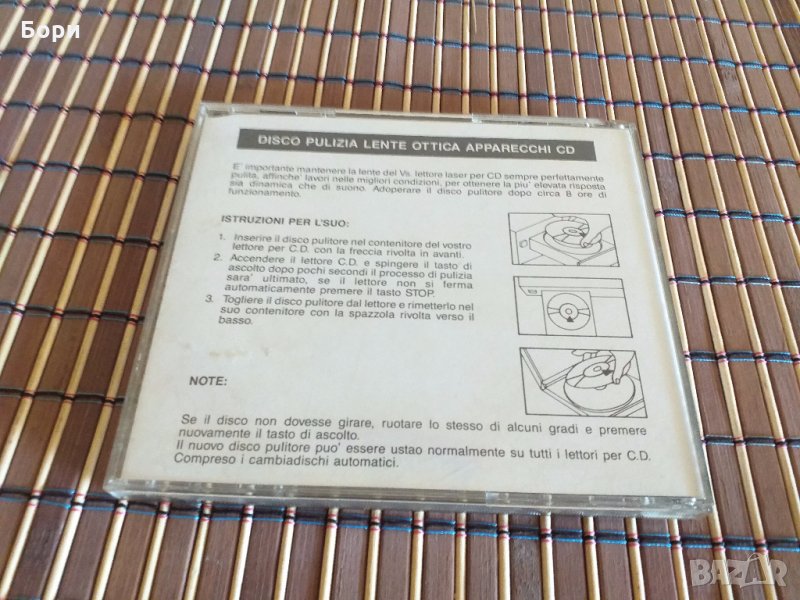 Бори
DISCO PULIZIA LENTE OTTICA APPARECCHI CD
E' importante mantenere la lente del Vs. lettore laser per CD sempre perfettamente
pulita, affinche' lavori nelle migliori condizioni, per ottenere la piu' elevata risposta
sia dinamica che di suono. Adoperare il disco pulitore dopo circa 8 ore di
funzionamento.
ISTRUZIONI PER L'SUO:
1. Inserire il disco pulitore nel contenitore del vostro
lettore per C.D. con la freccia rivolta in avanti.
2. Accendere il lettore C.D. e spingere il tasto di
ascolto dopo pochi secondi il processo di pulizia
sara' ultimato, se il lettore non si ferma
automaticamente premere il tasto STOP.
3. Togliere il disco pulitore dal lettore e rimetterlo nel
suo contenitore con la spazzola rivolta verso il
basso.
NOTE:
Se il disco non dovesse girare, ruotare lo stesso di alcuni gradi e premere
nuovamente il tasto di ascolto.
Il nuovo disco pulitore puo' essere ustao normalmente su tutti i lettori per C.D.
Compreso i cambiadischi automatici.
BAZAR